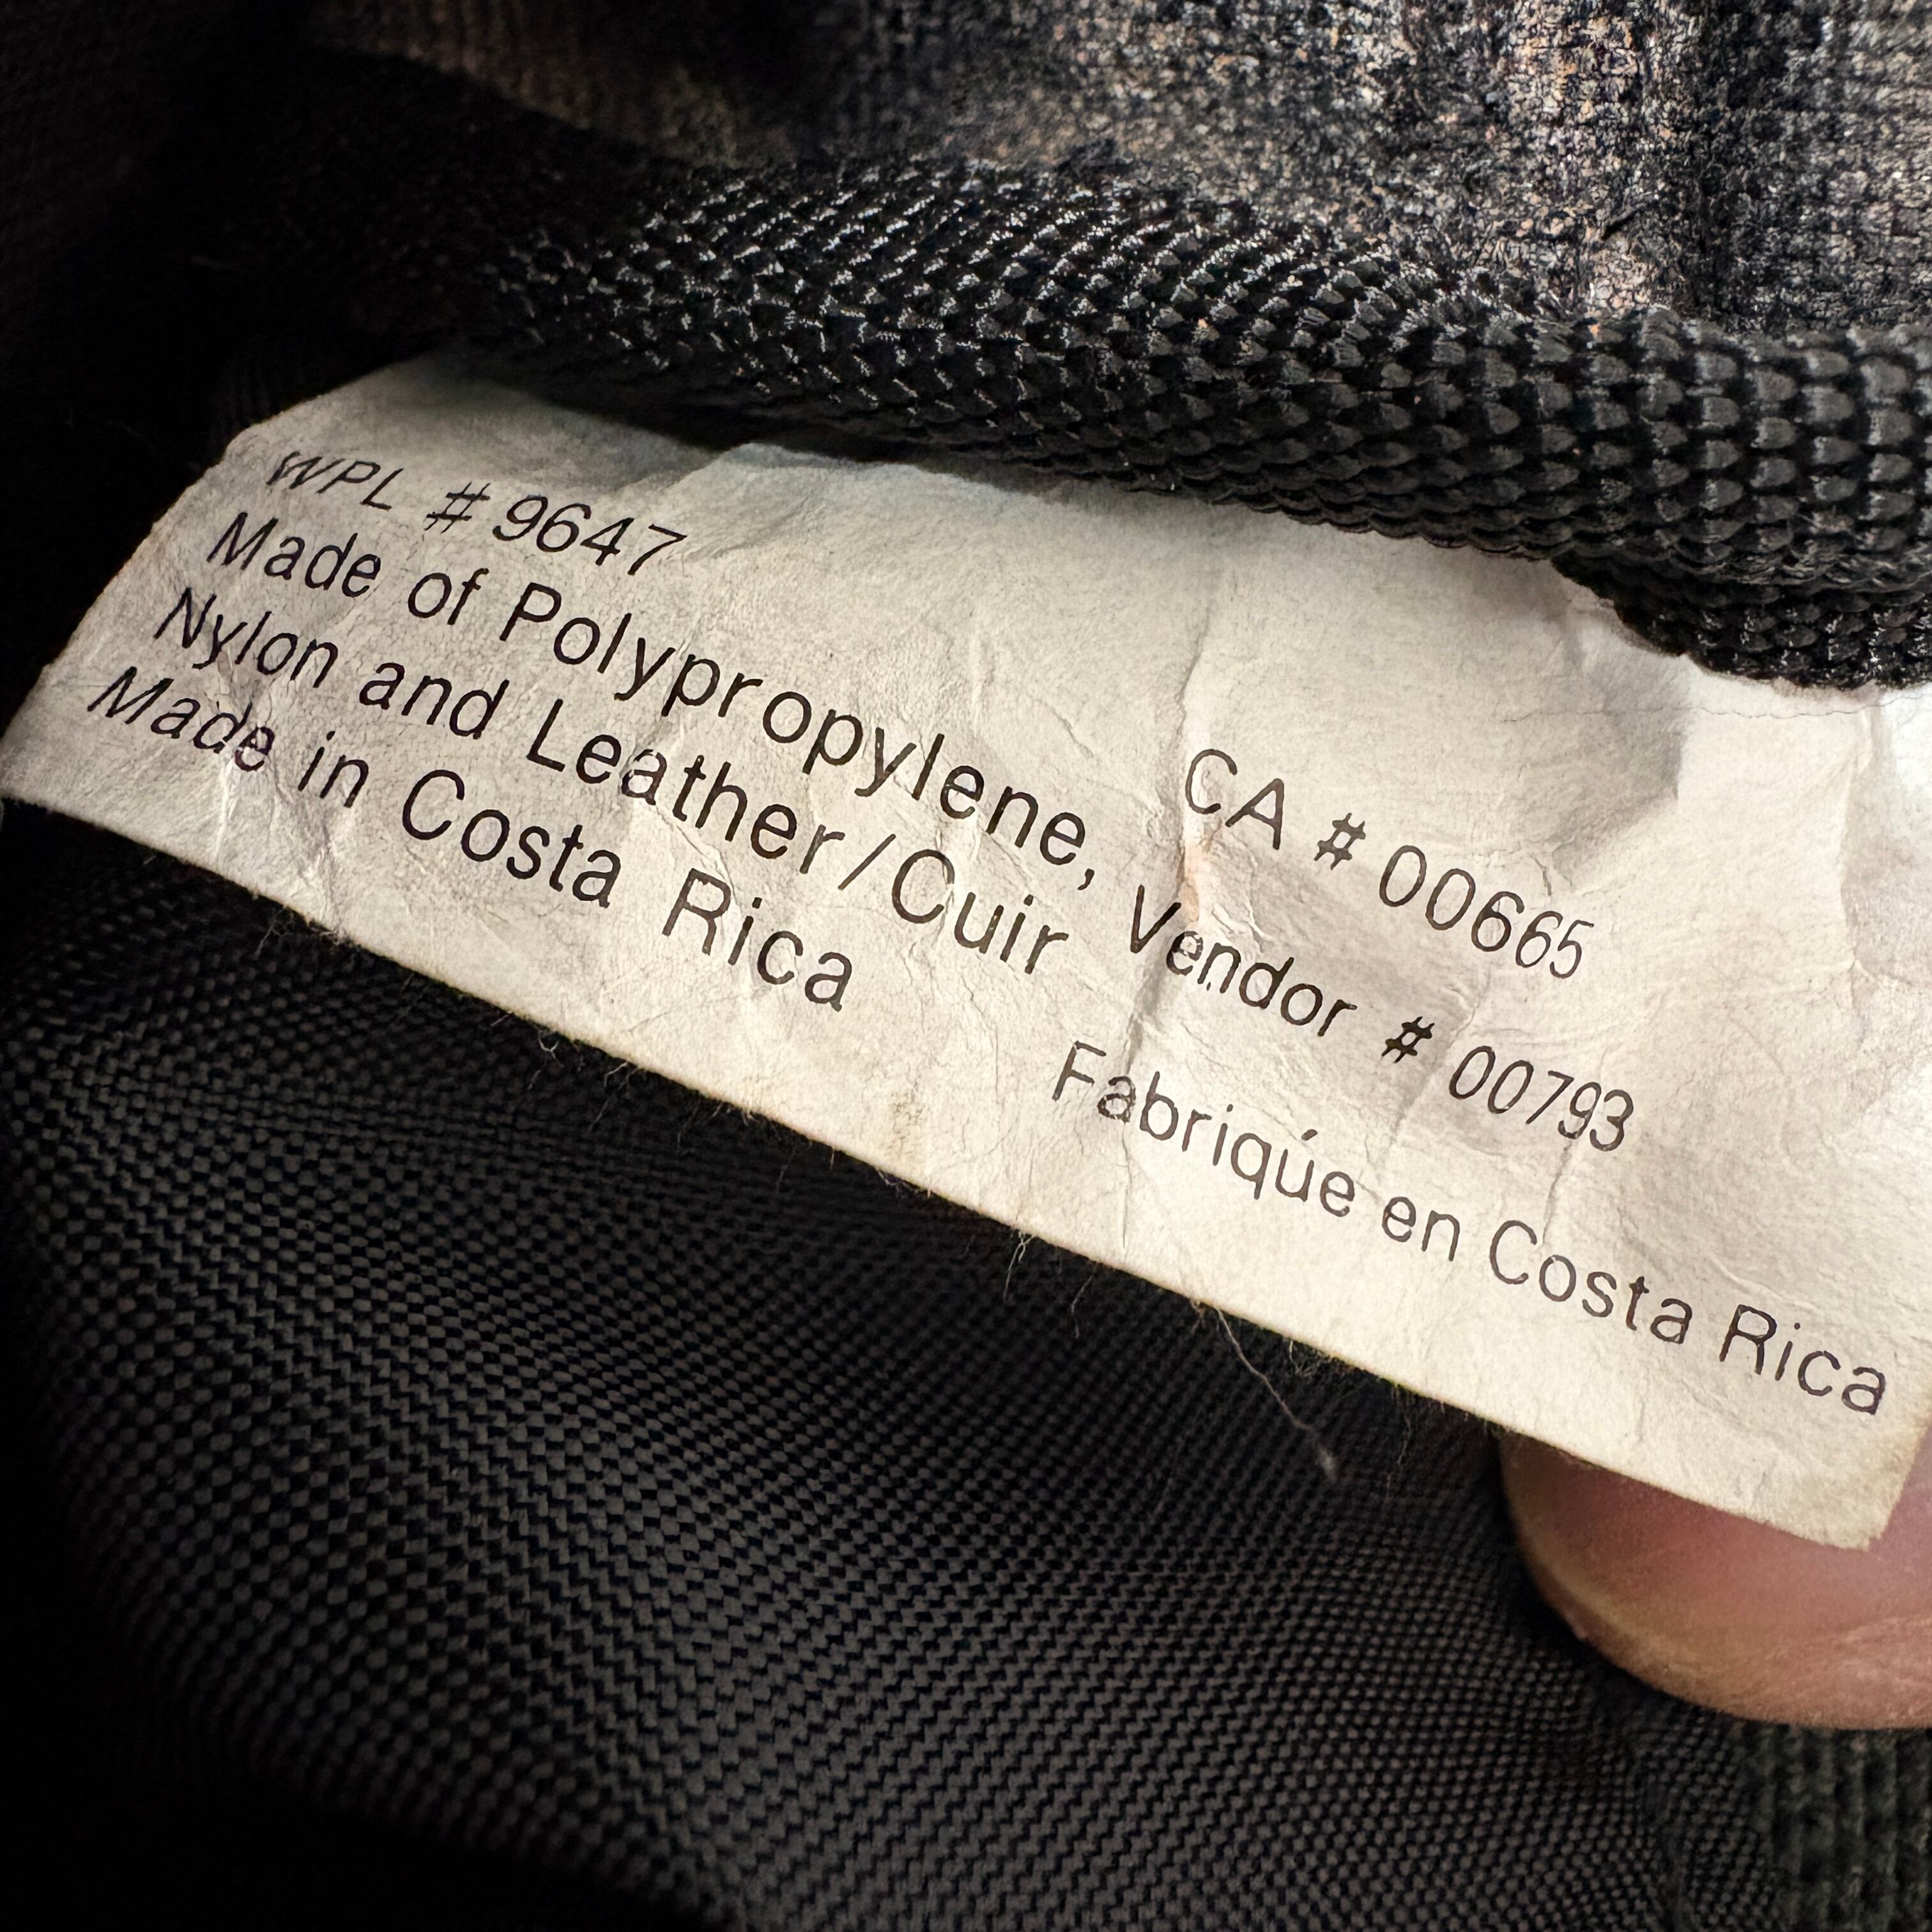 WPL # 9647
Made of Polypropylene,
Nylon and Leather/Cuir
Made in Costa Rica
CA # 00665
Vendor # 00793
Fabriqúe en Costa Rica